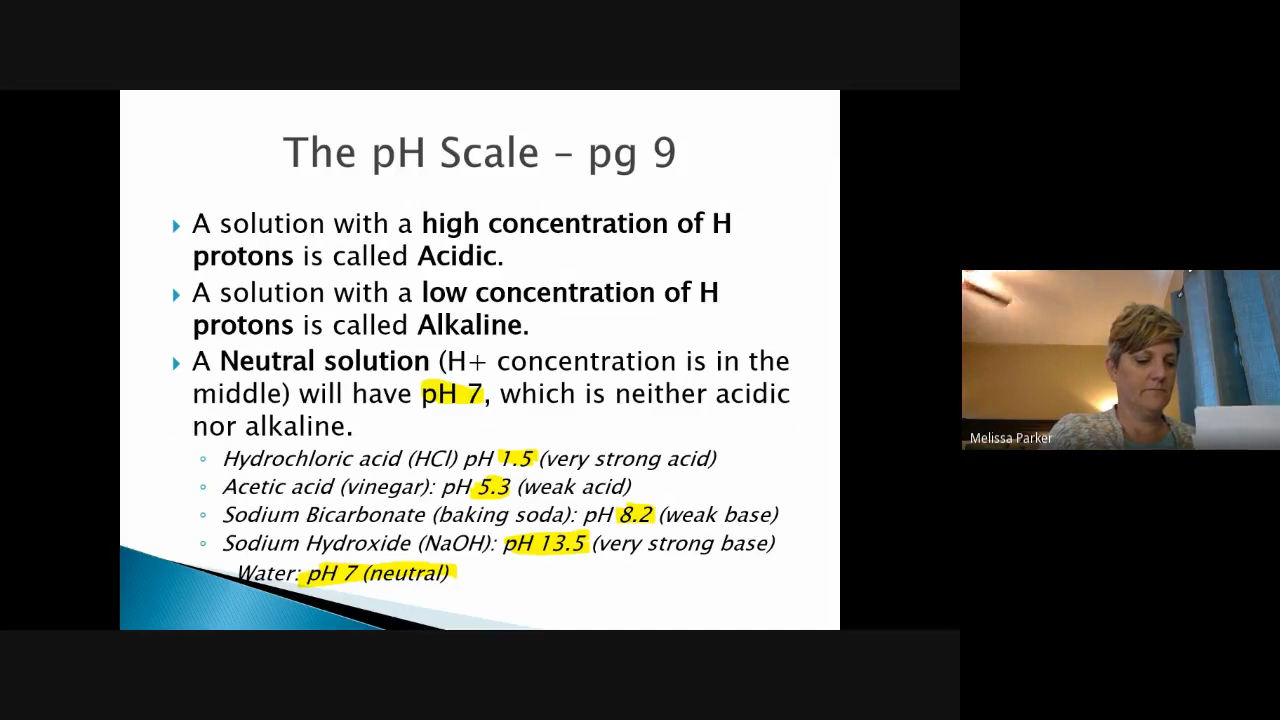 The pH Scale – pg 9
A solution with a high concentration of H
protons is called Acidic.
A solution with a low concentration of H
protons is called Alkaline.
A Neutral solution (H+ concentration is in the
middle) will have pH 7, which is neither acidic
nor alkaline.
Hydrochloric acid (HCl) pH 1.5 (very strong acid)
Acetic acid (vinegar): pH 5.3 (weak acid)
Sodium Bicarbonate (baking soda): pH 8.2 (weak base)
Sodium Hydroxide (NaOH): pH 13.5 (very strong base)
Water: pH 7 (neutral)
Melissa Parker